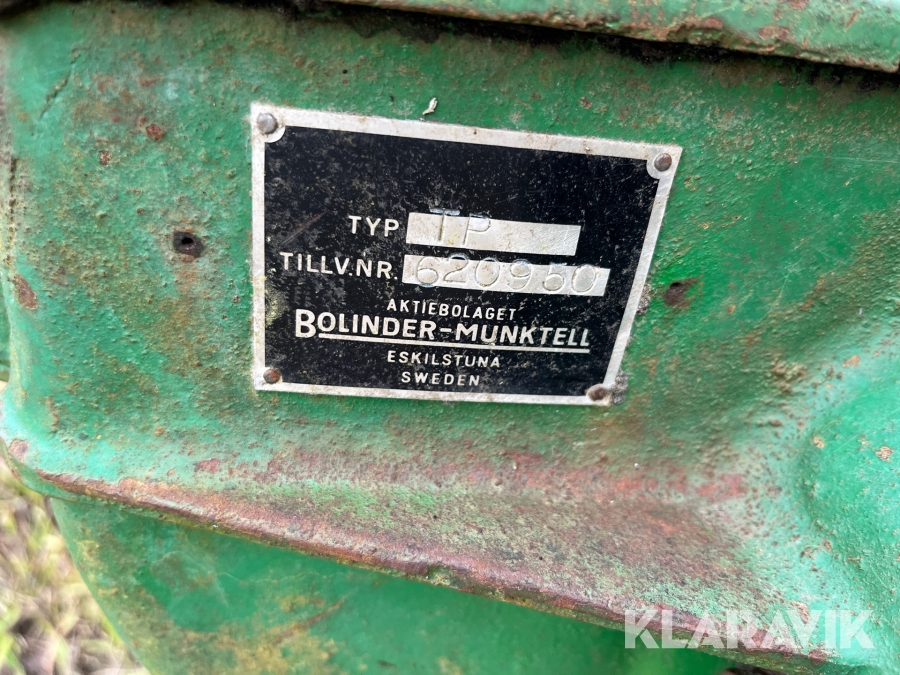 TYP TP
TILLV.NR. 620950
AKTIEBOLAGET
BOLINDER-MUNKTELL
ESKILSTUNA
SWEDEN
KLARAVIK